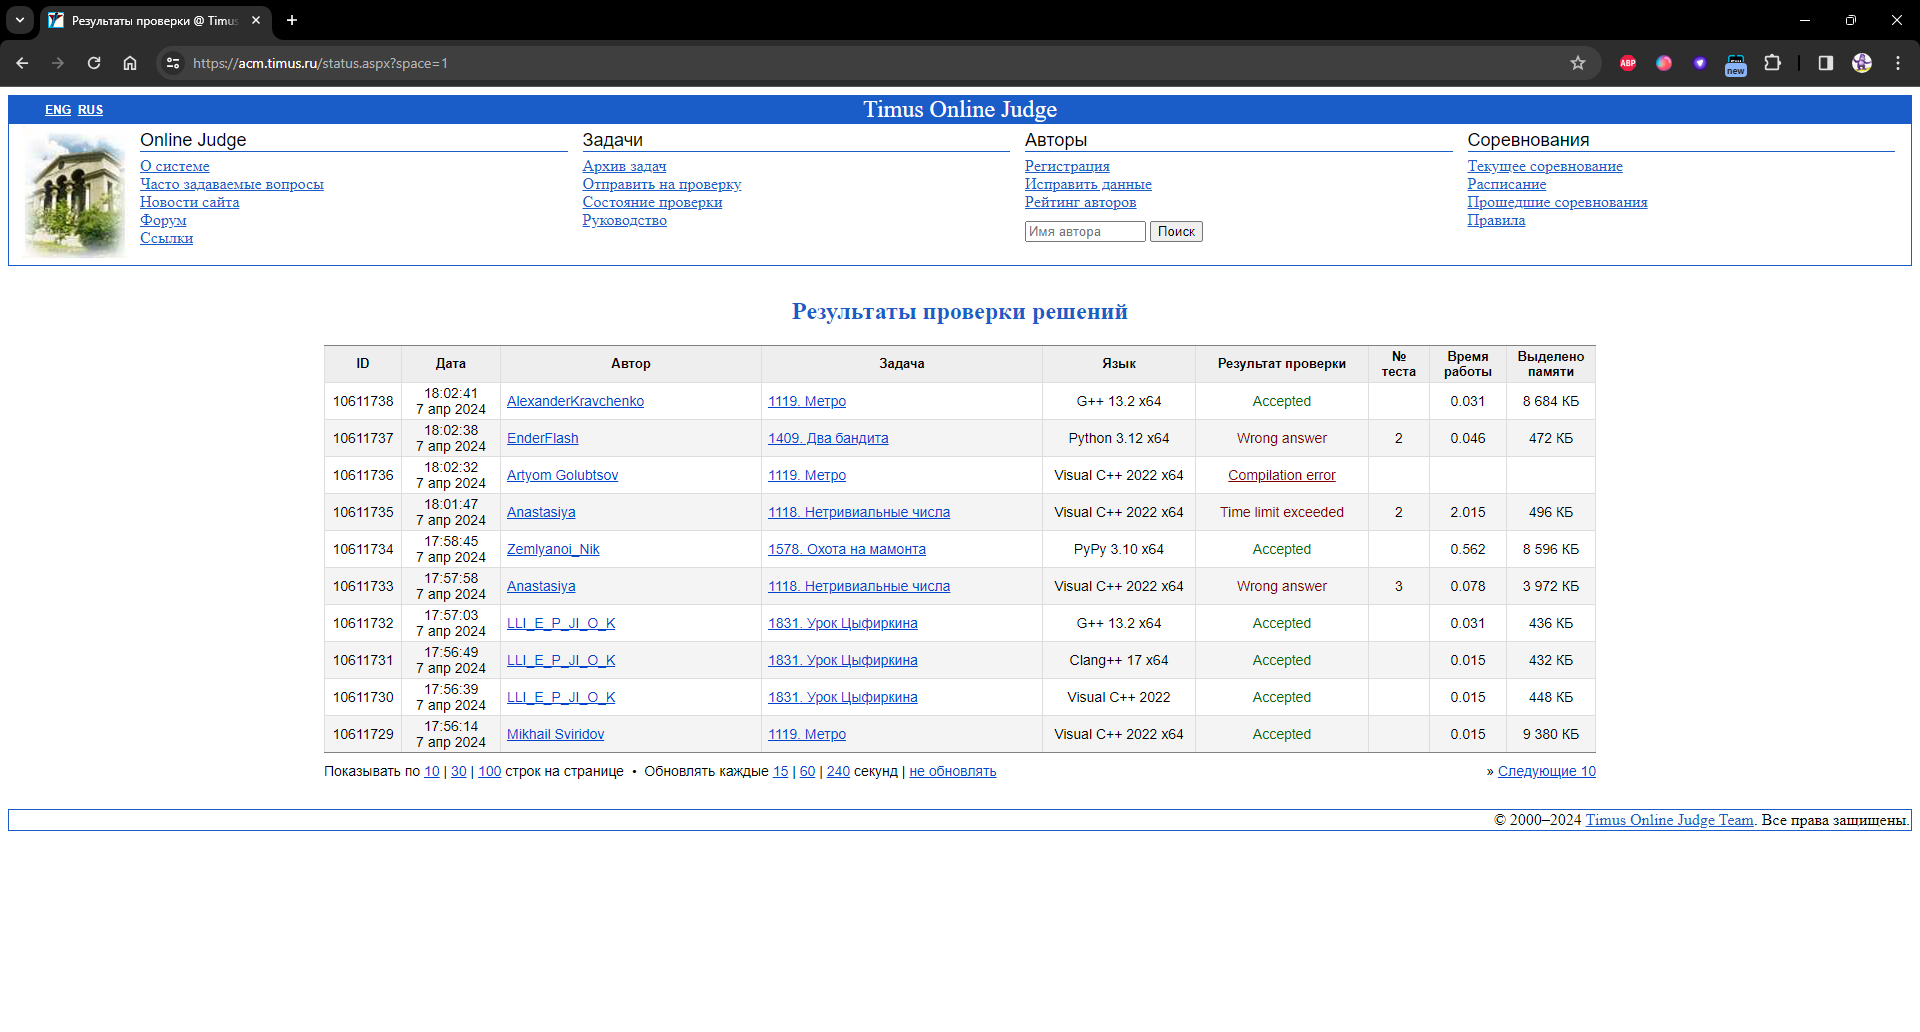 Результаты проверки @ Timus
https://acm.timus.ru/status.aspx?space=1
ABP
new
ENG RUS
Timus Online Judge
Online Judge
О системе
Часто задаваемые вопросы
Новости сайта
Форум
Ссылки
Задачи
Архив задач
Отправить на проверку
Состояние проверки
Руководство
Авторы
Регистрация
Исправить данные
Рейтинг авторов
Имя автора Поиск
Соревнования
Текущее соревнование
Расписание
Прошедшие соревнования
Правила
Результаты проверки решений
ID Дата Автор Задача Язык Результат проверки № теста Время работы Выделено памяти
10611738 18:02:41 7 апр 2024 AlexanderKravchenko 1119. Метро G++ 13.2 x64 Accepted 0.031 8 684 КБ
10611737 18:02:38 7 апр 2024 EnderFlash 1409. Два бандита Python 3.12 x64 Wrong answer 2 0.046 472 КБ
10611736 18:02:32 7 апр 2024 Artyom Golubtsov 1119. Метро Visual C++ 2022 x64 Compilation error
10611735 18:01:47 7 апр 2024 Anastasiya 1118. Нетривиальные числа Visual C++ 2022 x64 Time limit exceeded 2 2.015 496 КБ
10611734 17:58:45 7 апр 2024 Zemlyanoi_Nik 1578. Охота на мамонта PyPy 3.10 x64 Accepted 0.562 8 596 КБ
10611733 17:57:58 7 апр 2024 Anastasiya 1118. Нетривиальные числа Visual C++ 2022 x64 Wrong answer 3 0.078 3 972 КБ
10611732 17:57:03 7 апр 2024 LLI_E_P_JI_O_K 1831. Урок Цыфиркина G++ 13.2 x64 Accepted 0.031 436 КБ
10611731 17:56:49 7 апр 2024 LLI_E_P_JI_O_K 1831. Урок Цыфиркина Clang++ 17 x64 Accepted 0.015 432 КБ
10611730 17:56:39 7 апр 2024 LLI_E_P_JI_O_K 1831. Урок Цыфиркина Visual C++ 2022 Accepted 0.015 448 КБ
10611729 17:56:14 7 апр 2024 Mikhail Sviridov 1119. Метро Visual C++ 2022 x64 Accepted 0.015 9 380 КБ
Показывать по 10 | 30 | 100 строк на странице • Обновлять каждые 15 | 60 | 240 секунд | не обновлять » Следующие 10
© 2000–2024 Timus Online Judge Team. Все права защищены.